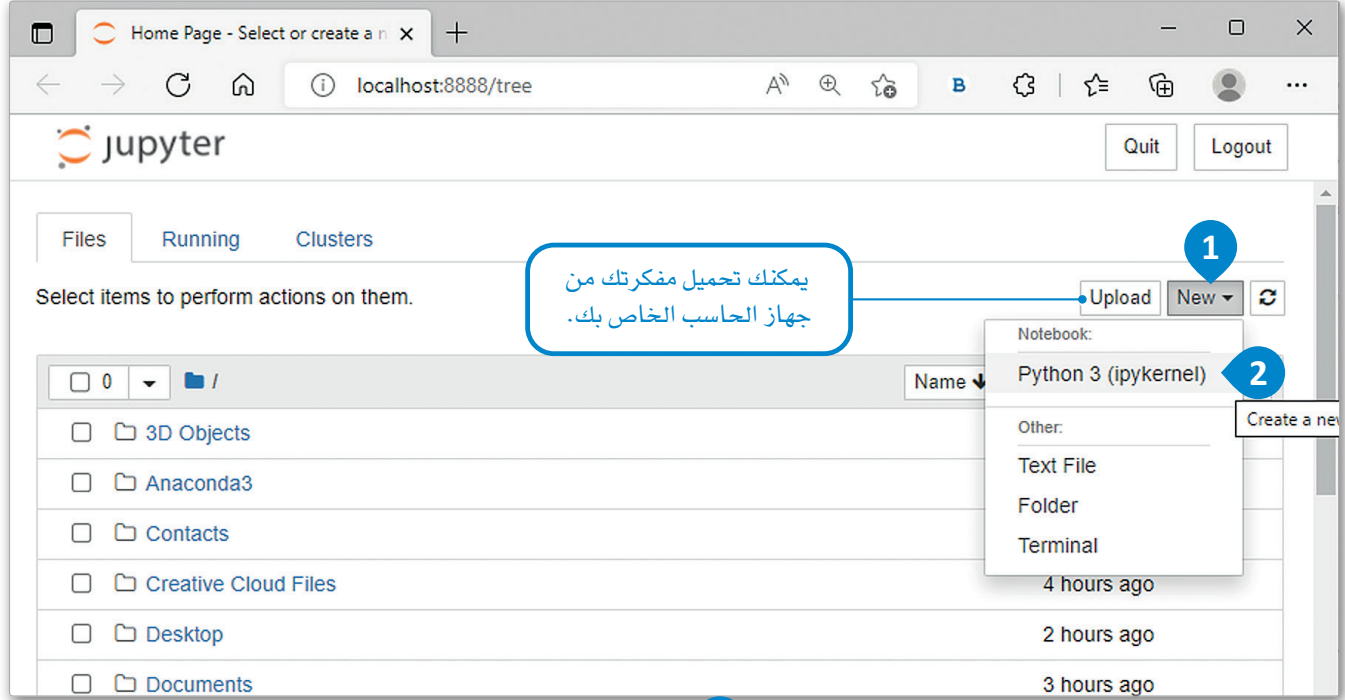 Home Page - Select or create a n
localhost:8888/tree
jupyter
Quit
Logout
Files
Running
Clusters
1
يمكنك تحميل مفكرتك من
جهاز الحاسب الخاص بك.
Select items to perform actions on them.
Upload
New
Notebook:
0
/
Name
Python 3 (ipykernel)
2
Create a new
3D Objects
Other:
Anaconda3
Text File
Folder
Contacts
Terminal
Creative Cloud Files
4 hours ago
Desktop
2 hours ago
Documents
3 hours ago